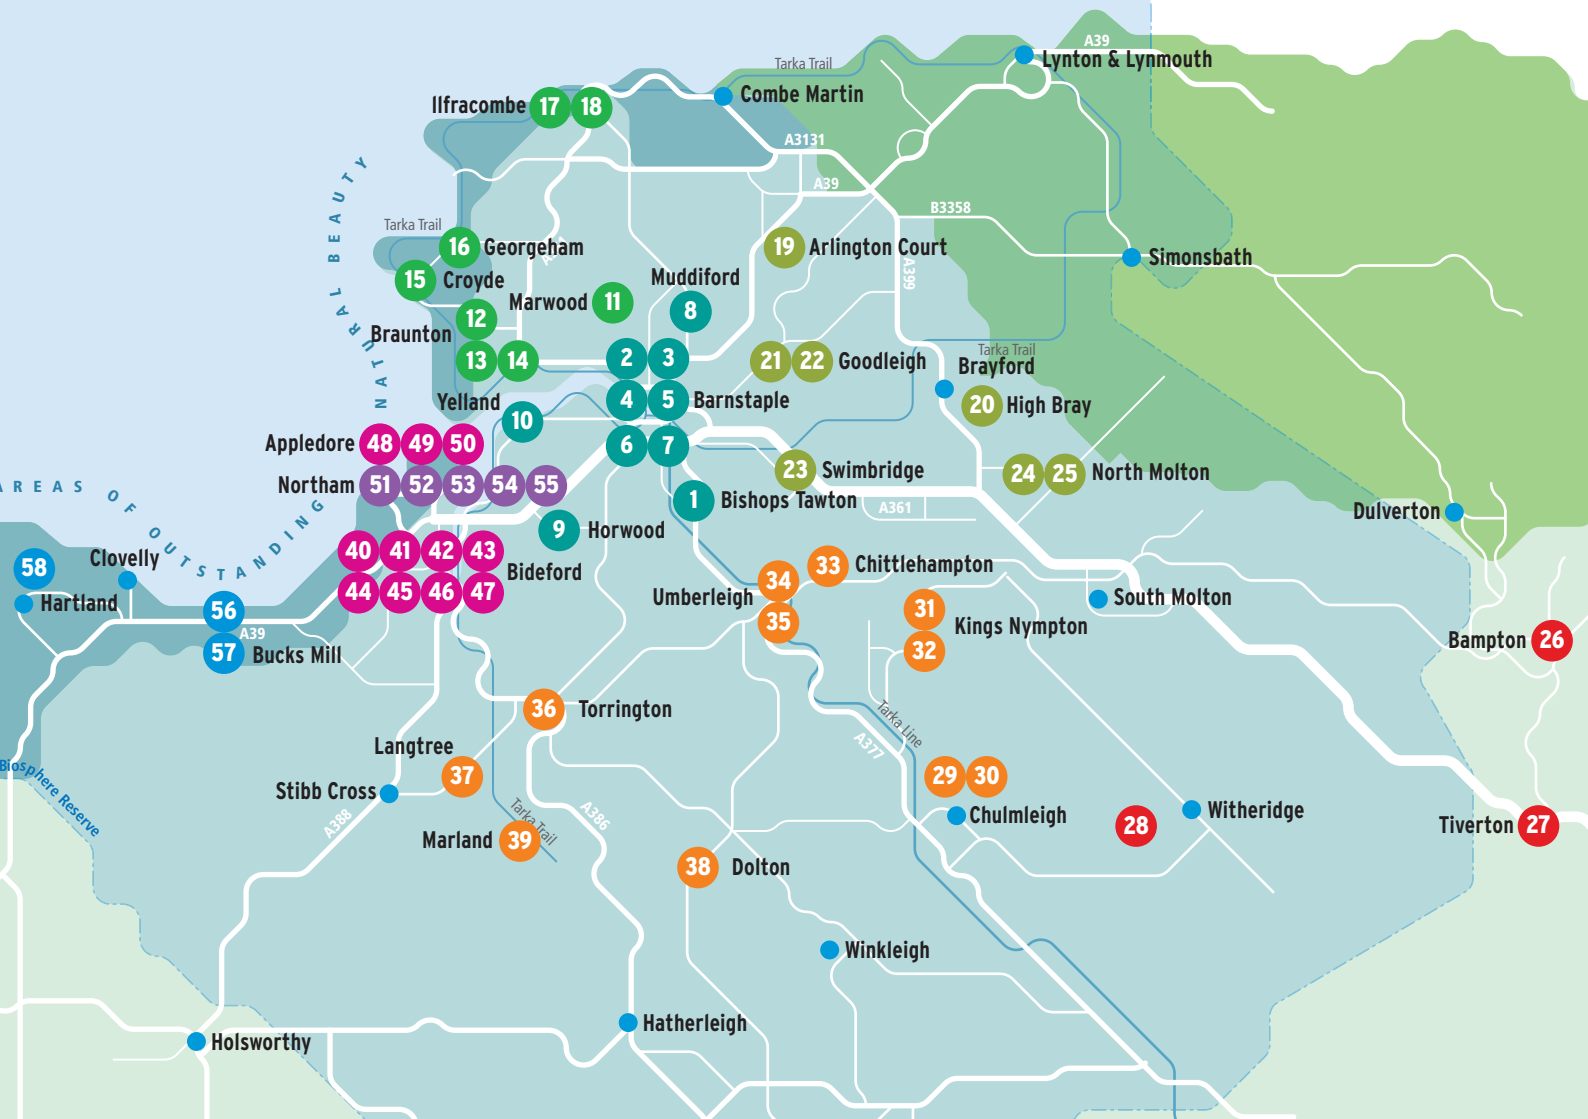 A39
Lynton & Lynmouth
Tarka Trail
Combe Martin
Ilfracombe 17 18
A3131
A39
B3358
Tarka Trail
16 Georgeham
19 Arlington Court
Simonsbath
A399
15 Croyde
Muddiford
8
Marwood 11
12
Braunton
13 14
2 3
21 22 Goodleigh
Tarka Trail
Brayford
20 High Bray
Yelland
10
4 5 Barnstaple
6 7
Appledore 48 49 50
Northam 51 52 53 54 55
23 Swimbridge
24 25 North Molton
1 Bishops Tawton
A361
Dulverton
9 Horwood
AREAS OF OUTSTANDING NATURAL BEAUTY
58
Clovelly
Hartland
40 41 42 43
Bideford
44 45 46 47
33 Chittlehampton
34
Umberleigh
35
56
A39
57 Bucks Mill
31
Kings Nympton
32
South Molton
Bampton 26
36 Torrington
Tarka Line
A377
Langtree
37
Stibb Cross
29 30
Chulmleigh
28
Witheridge
Tiverton 27
Biosphere Reserve
A388
Tarka Trail
A386
Marland 39
38 Dolton
Winkleigh
Hatherleigh
Holsworthy